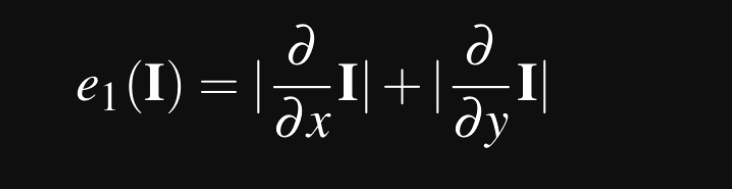 e₁(𝐈) = |∂/∂x 𝐈| + |∂/∂y 𝐈|